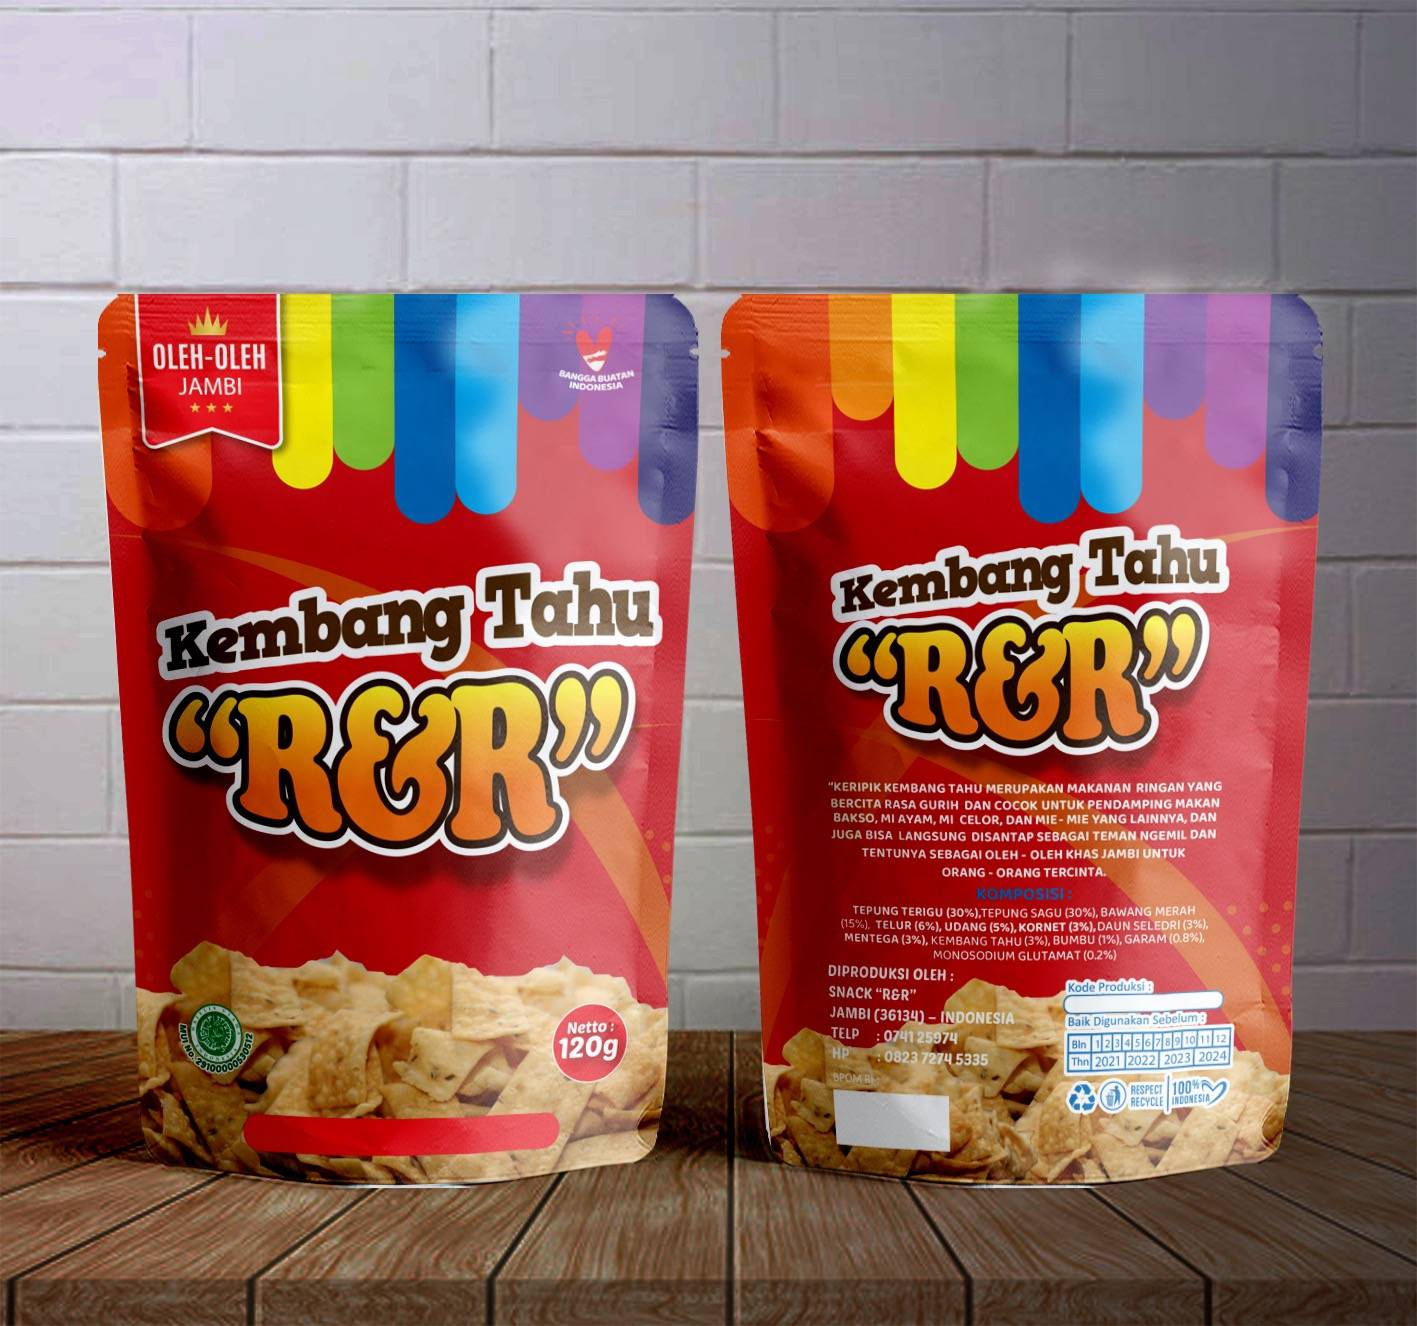 OLEH-OLEH
JAMBI
BANGGA BUATAN
INDONESIA
Kembang Tahu
"R&R"
MUI No. 29100000530512
Netto :
120g
Kembang Tahu
"R&R"
"KERIPIK KEMBANG TAHU MERUPAKAN MAKANAN RINGAN YANG
BERCITA RASA GURIH DAN COCOK UNTUK PENDAMPING MAKAN
BAKSO, MI AYAM, MI CELOR, DAN MIE- MIE YANG LAINNYA, DAN
JUGA BISA LANGSUNG DISANTAP SEBAGAI TEMAN NGEMIL DAN
TENTUNYA SEBAGAI OLEH - OLEH KHAS JAMBI UNTUK
ORANG - ORANG TERCINTA.
KOMPOSISI :
TEPUNG TERIGU (30%),TEPUNG SAGU (30%), BAWANG MERAH
(15%), TELUR (6%), UDANG (5%), KORNET (3%),DAUN SELEDRI (3%),
MENTEGA (3%), KEMBANG TAHU (3%), BUMBU (1%), GARAM (0.8%),
MONOSODIUM GLUTAMAT (0.2%)
DIPRODUKSI OLEH :
SNACK "R&R"
JAMBI (36134) – INDONESIA
TELP : 0741 25974
HP : 0823 7274 5335
BPOM RI :
Kode Produksi :
Baik Digunakan Sebelum :
Bln 1 2 3 4 5 6 7 8 9 10 11 12
Thn 2021 2022 2023 2024
RESPECT
RECYCLE
100%
INDONESIA